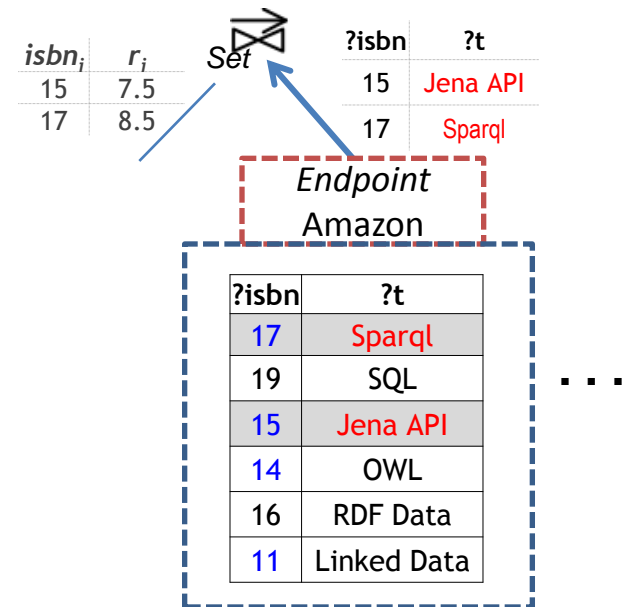 isbni ri
15 7.5
17 8.5
Set
?isbn ?t
15 Jena API
17 Sparql
Endpoint
Amazon
?isbn ?t
17 Sparql
19 SQL
15 Jena API
14 OWL
16 RDF Data
11 Linked Data
...